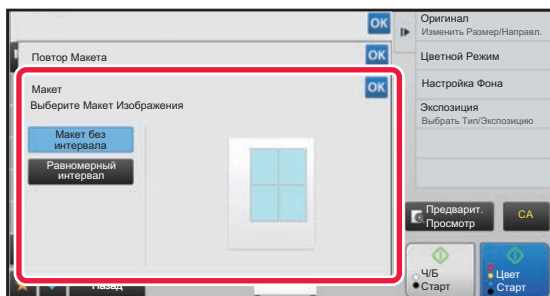 OK
Оригинал
Изменить Размер/Направл.
Повтор Макета
OK
Цветной Режим
Макет
OK
Настройка Фона
Выберите Макет Изображения
Экспозиция
Выбрать Тип/Экспозицию
Макет без
интервала
Равномерный
интервал
Предварит.
Просмотр
CA
Ч/Б
Старт
Цвет
Старт
Назад